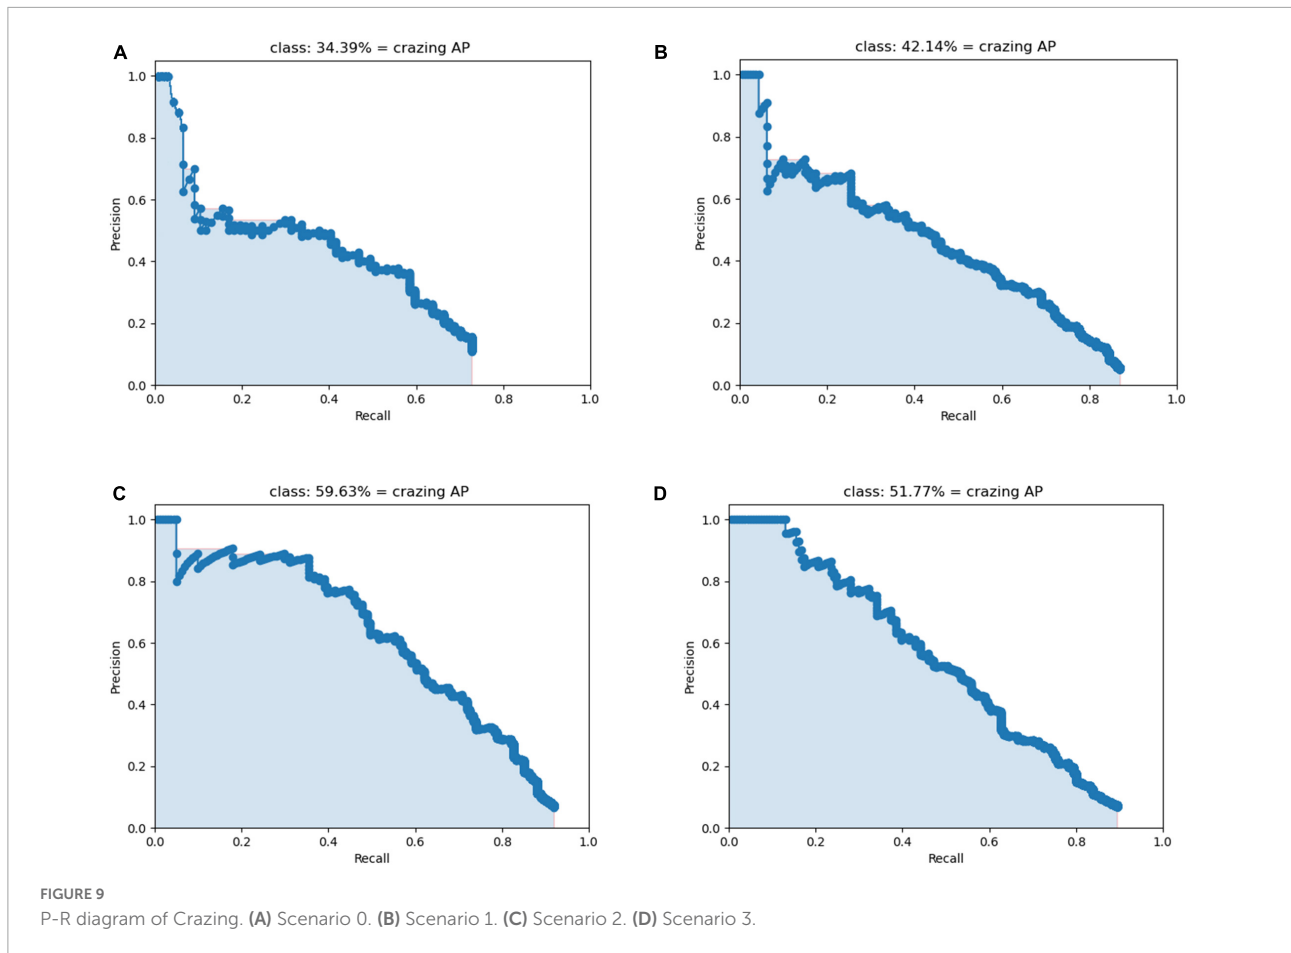 A
class: 34.39% = crazing AP
1.0
0.8
0.6
0.4
0.2
0.0
Precision
0.0 0.2 0.4 0.6 0.8 1.0
Recall
B
class: 42.14% = crazing AP
1.0
0.8
0.6
0.4
0.2
0.0
Precision
0.0 0.2 0.4 0.6 0.8 1.0
Recall
C
class: 59.63% = crazing AP
1.0
0.8
0.6
0.4
0.2
0.0
Precision
0.0 0.2 0.4 0.6 0.8 1.0
Recall
D
class: 51.77% = crazing AP
1.0
0.8
0.6
0.4
0.2
0.0
Precision
0.0 0.2 0.4 0.6 0.8 1.0
Recall
FIGURE 9
P-R diagram of Crazing. (A) Scenario 0. (B) Scenario 1. (C) Scenario 2. (D) Scenario 3.